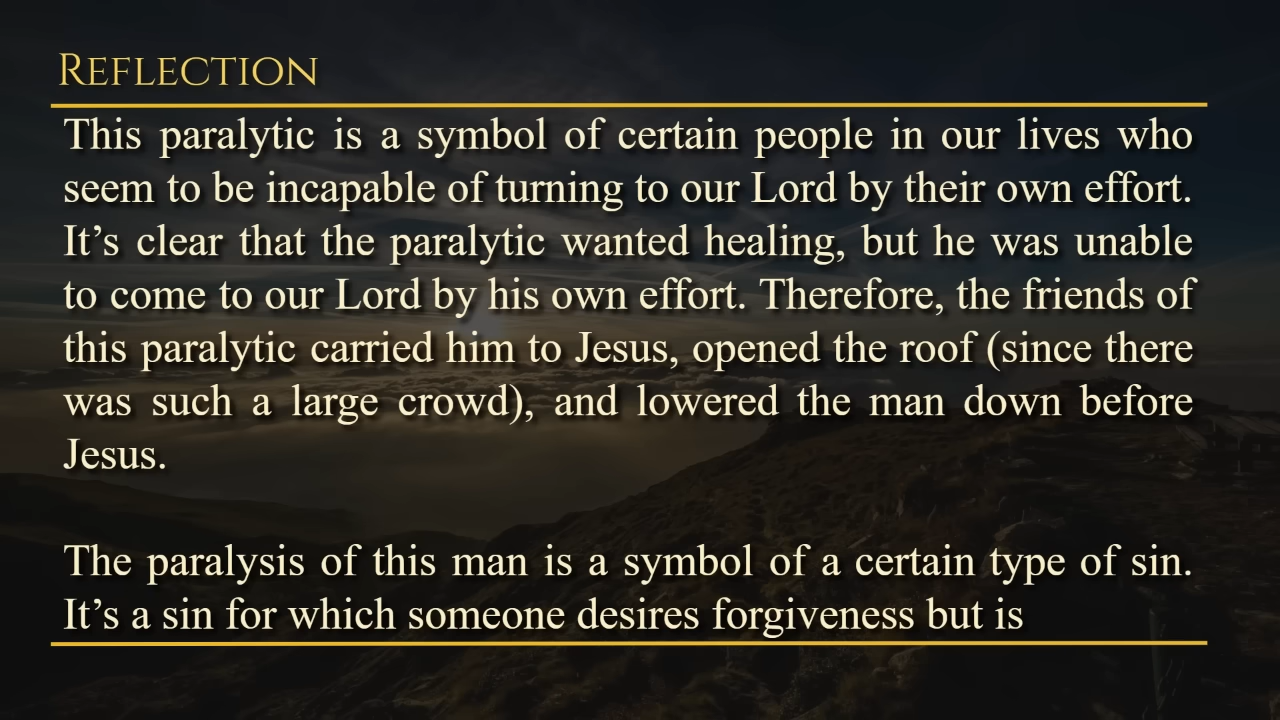 REFLECTION
This paralytic is a symbol of certain people in our lives who
seem to be incapable of turning to our Lord by their own effort.
It’s clear that the paralytic wanted healing, but he was unable
to come to our Lord by his own effort. Therefore, the friends of
this paralytic carried him to Jesus, opened the roof (since there
was such a large crowd), and lowered the man down before
Jesus.
The paralysis of this man is a symbol of a certain type of sin.
It’s a sin for which someone desires forgiveness but is